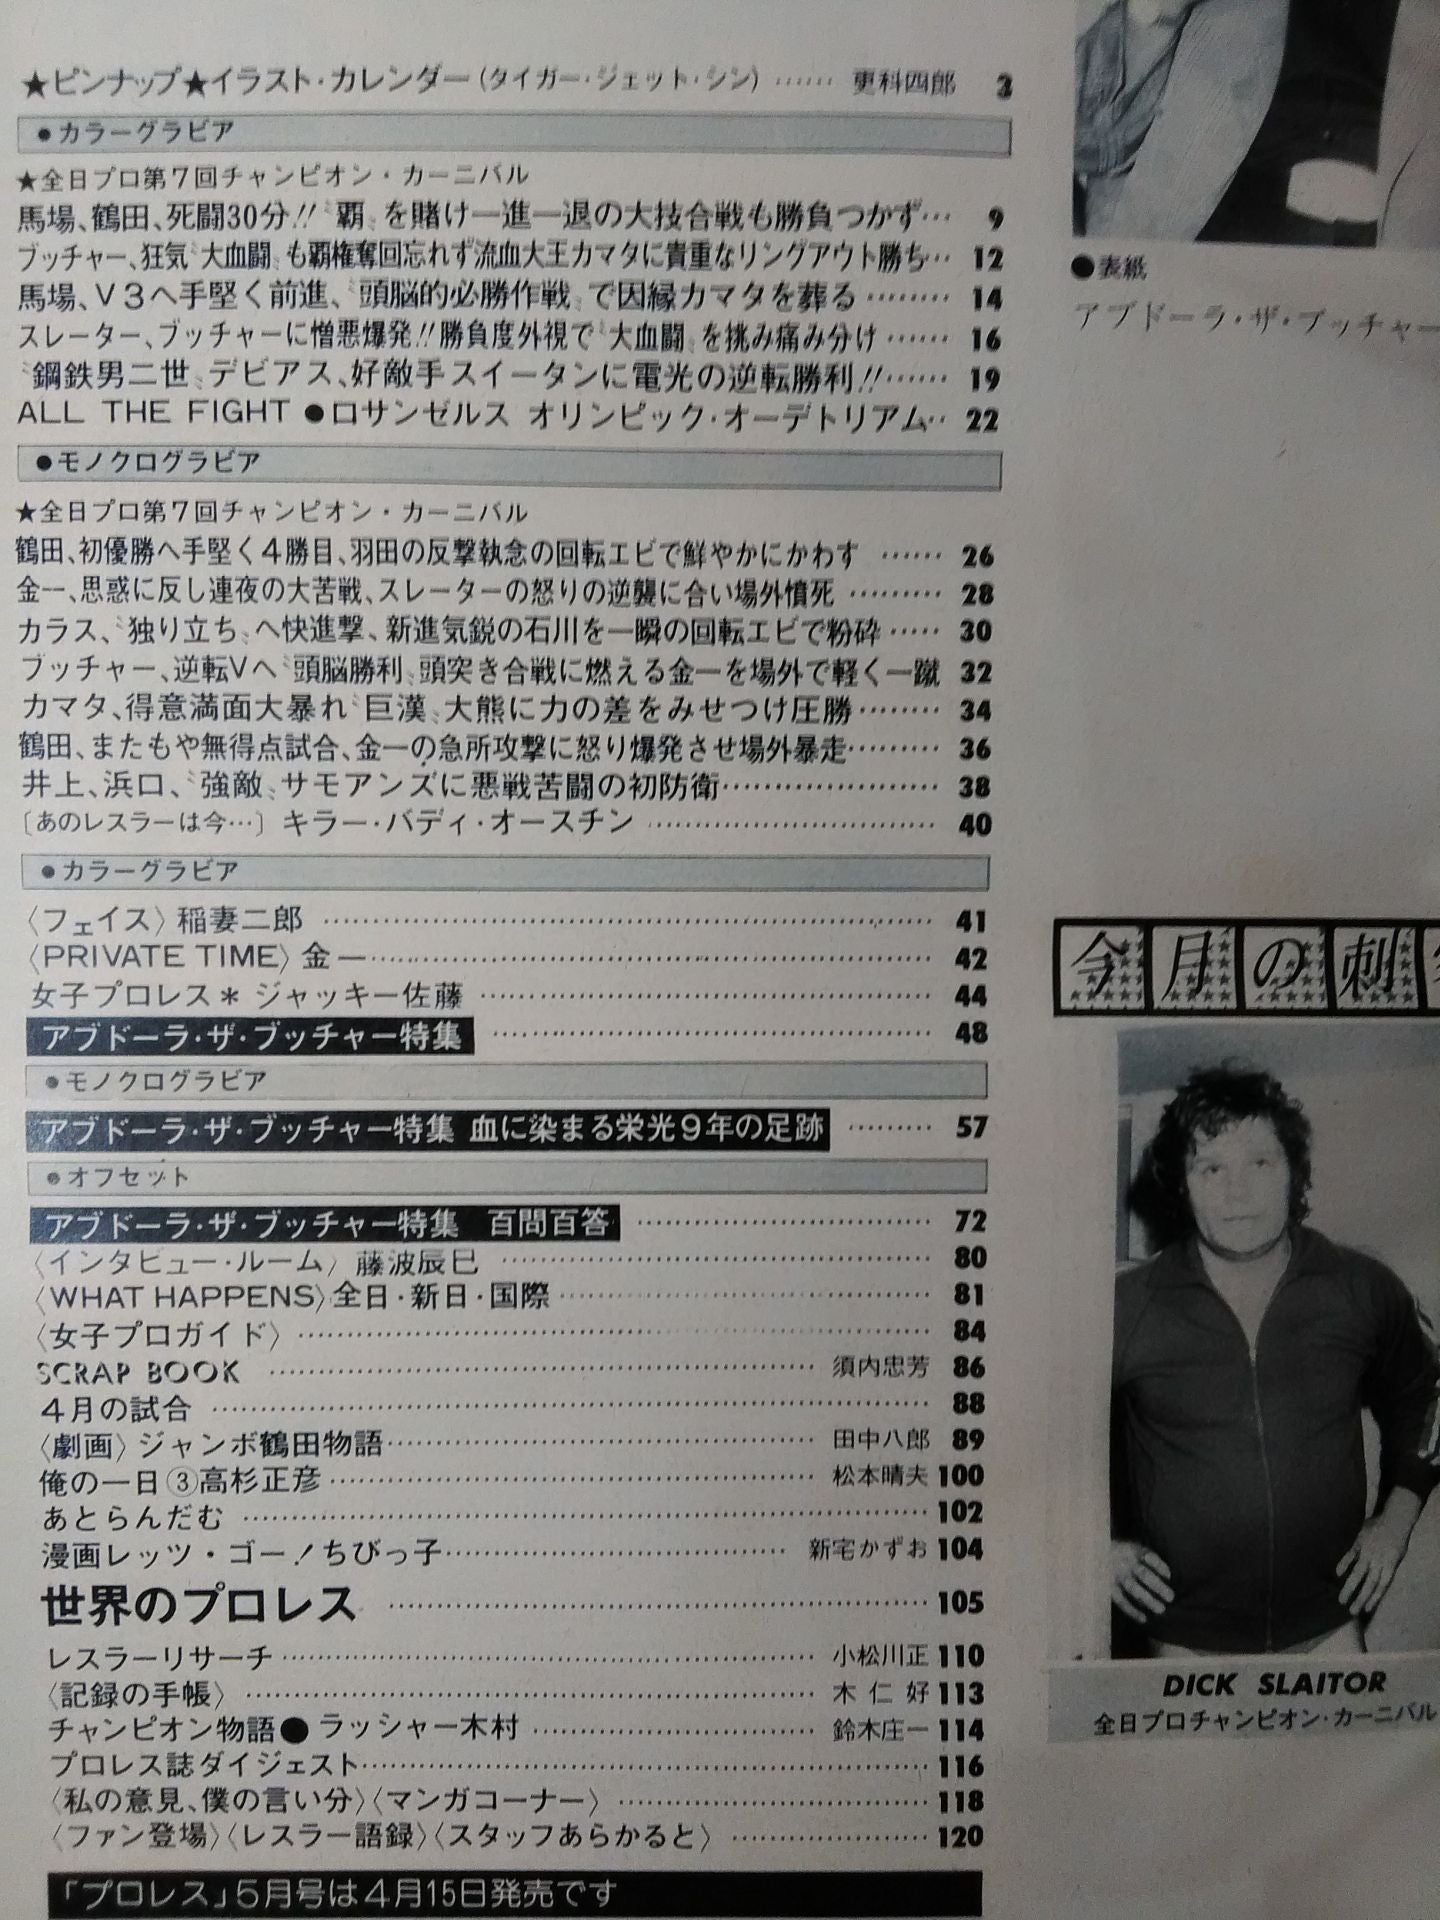 ★ピンナップ★イラスト・カレンダー(タイガー・ジェット・シン) …… 更科四郎 2
●カラーグラビア
★全日プロ第7回チャンピオン・カーニバル
馬場、鶴田、死闘30分!!〝覇〟を賭け一進一退の大技合戦も勝負つかず… 9
ブッチャー、狂気〝大血闘〟も覇権奪回忘れず流血大王カマタに貴重なリングアウト勝ち… 12
馬場、V3へ手堅く前進、〝頭脳的必勝作戦〟で因縁カマタを葬る……… 14
スレーター、ブッチャーに憎悪爆発!!勝負度外視で〝大血闘〟を挑み痛み分け…… 16
〝鋼鉄男二世〟デビアス、好敵手スイータンに電光の逆転勝利!!…… 19
ALL THE FIGHT ●ロサンゼルス オリンピック・オーデトリアム… 22
●モノクログラビア
★全日プロ第7回チャンピオン・カーニバル
鶴田、初優勝へ手堅く4勝目、羽田の反撃執念の回転エビで鮮やかにかわす …… 26
金一、思惑に反し連夜の大苦戦、スレーターの怒りの逆襲に合い場外憤死 ……… 28
カラス、〝独り立ち〟へ快進撃、新進気鋭の石川を一瞬の回転エビで粉砕…… 30
ブッチャー、逆転Vへ〝頭脳勝利〟頭突き合戦に燃える金一を場外で軽く一蹴 32
カマタ、得意満面大暴れ〝巨漢〟大熊に力の差をみせつけ圧勝……… 34
鶴田、またもや無得点試合、金一の急所攻撃に怒り爆発させ場外暴走……… 36
井上、浜口、〝強敵〟サモアンズに悪戦苦闘の初防衛…………………… 38
〔あのレスラーは今…〕キラー・バディ・オースチン ………………………… 40
●カラーグラビア
〈フェイス〉稲妻二郎 ……………………………………………… 41
〈PRIVATE TIME〉金一………………………………………… 42
女子プロレス＊ジャッキー佐藤 ……………………………… 44
アブドーラ・ザ・ブッチャー特集 ……………………………… 48
●モノクログラビア
アブドーラ・ザ・ブッチャー特集 血に染まる栄光9年の足跡 ……… 57
●オフセット
アブドーラ・ザ・ブッチャー特集 百問百答 …………………… 72
〈インタビュー・ルーム〉 藤波辰巳 ……………………………… 80
〈WHAT HAPPENS〉全日・新日・国際………………………… 81
〈女子プロガイド〉………………………………………………… 84
SCRAP BOOK ……………………………………… 須内忠芳 86
4月の試合 ………………………………………………………… 88
〈劇画〉ジャンボ鶴田物語……………………………… 田中八郎 89
俺の一日③高杉正彦………………………………… 松本晴夫 100
あとらんだむ …………………………………………………… 102
漫画レッツ・ゴー!ちびっ子………………………… 新宅かずお 104
世界のプロレス ………………………………………… 105
レスラーリサーチ……………………………………… 小松川正 110
〈記録の手帳〉 ………………………………………… 木仁好 113
チャンピオン物語●ラッシャー木村 ……………… 鈴木庄一 114
プロレス誌ダイジェスト……………………………………… 116
〈私の意見、僕の言い分〉〈マンガコーナー〉 ……………… 118
〈ファン登場〉〈レスラー語録〉〈スタッフあらかると〉 ……… 120
「プロレス」5月号は4月15日発売です
●表紙
アブドーラ・ザ・ブッチャー
今月の刺
DICK SLAITOR
全日プロチャンピオン・カーニバル